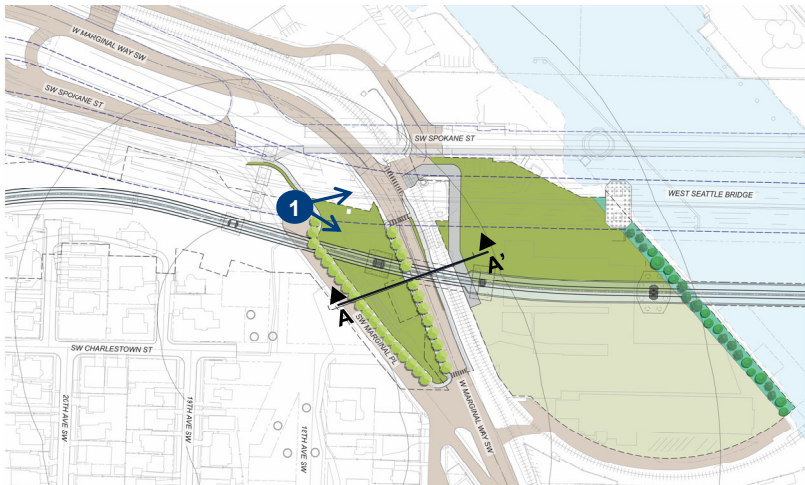 W MARGINAL WAY SW
SW SPOKANE ST
SW SPOKANE ST
WEST SEATTLE BRIDGE
1
A'
A
SW MARGINAL PL
SW CHARLESTOWN ST
W MARGINAL WAY SW
20TH AVE SW
19TH AVE SW
18TH AVE SW